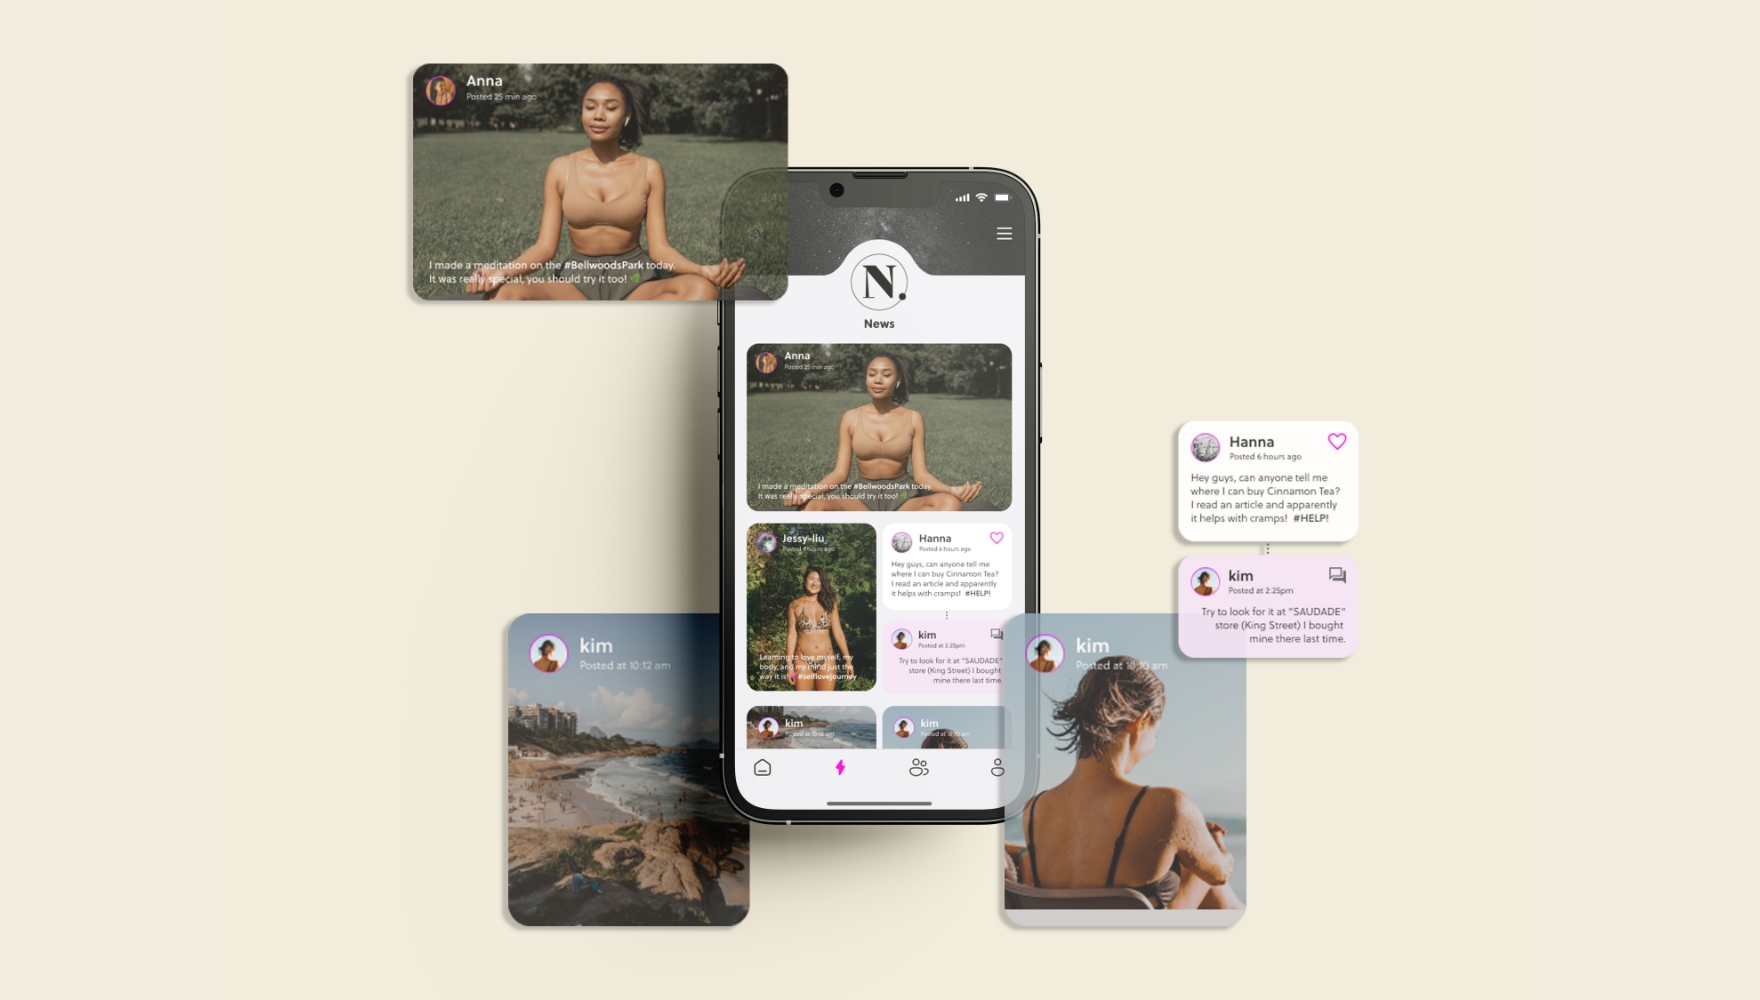 Anna
Posted 25 min ago
I made a meditation on the #BellwoodsPark today.
It was really special, you should try it too!
9:41
N.
News
Anna
Posted 25 min ago
I made a meditation on the #BellwoodsPark today.
It was really special, you should try it too!
Jessy-liu
Posted 4 hours ago
Learning to love myself, my
body, and my mind just the
way it is! #selflovejourney
Hanna
Posted 6 hours ago
Hey guys, can anyone tell me
where I can buy Cinnamon Tea?
I read an article and apparently
it helps with cramps! #HELP!
kim
Posted at 2:25pm
Try to look for it at “SAUDADE”
store (King Street) I bought
mine there last time.
kim
Posted at 10:12 am
kim
Posted at 10:10 am
Hanna
Posted 6 hours ago
Hey guys, can anyone tell me
where I can buy Cinnamon Tea?
I read an article and apparently
it helps with cramps! #HELP!
kim
Posted at 2:25pm
Try to look for it at “SAUDADE”
store (King Street) I bought
mine there last time.
kim
Posted at 10:12 am
kim
Posted at 10:10 am